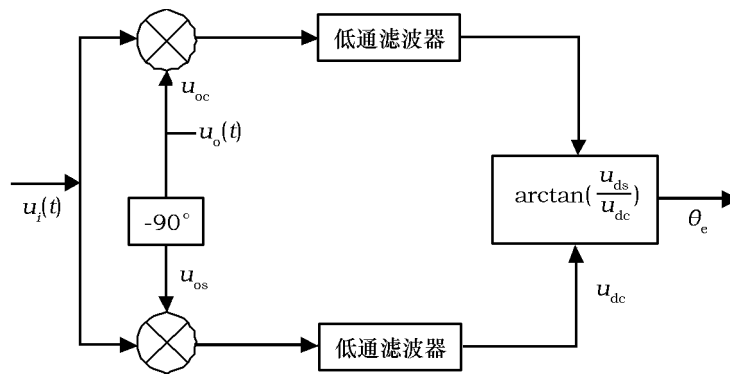 低通滤波器
u_oc
u_o(t)
arctan(u_ds/u_dc)
u_i(t)
-90°
θ_e
u_os
u_dc
低通滤波器